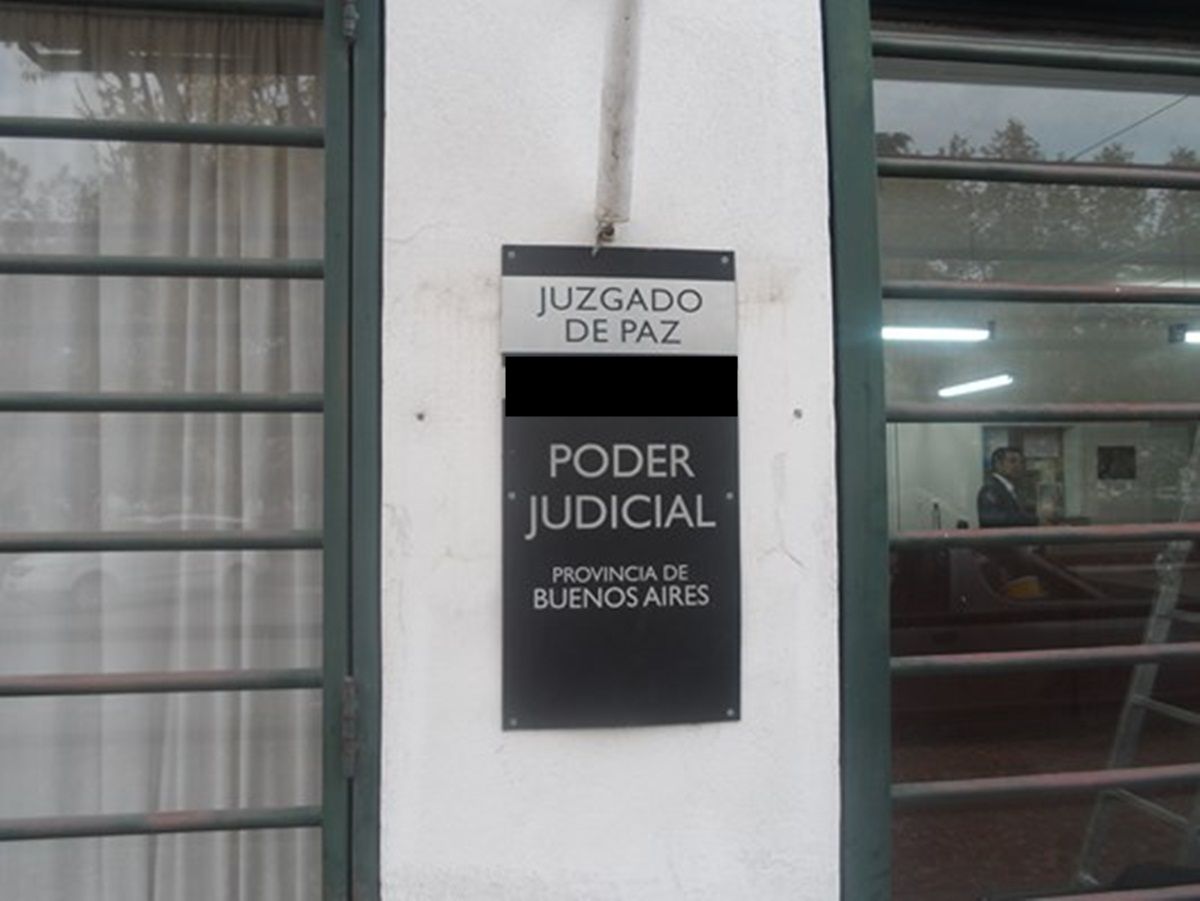 JUZGADO
DE PAZ
PODER
JUDICIAL
PROVINCIA DE
BUENOS AIRES